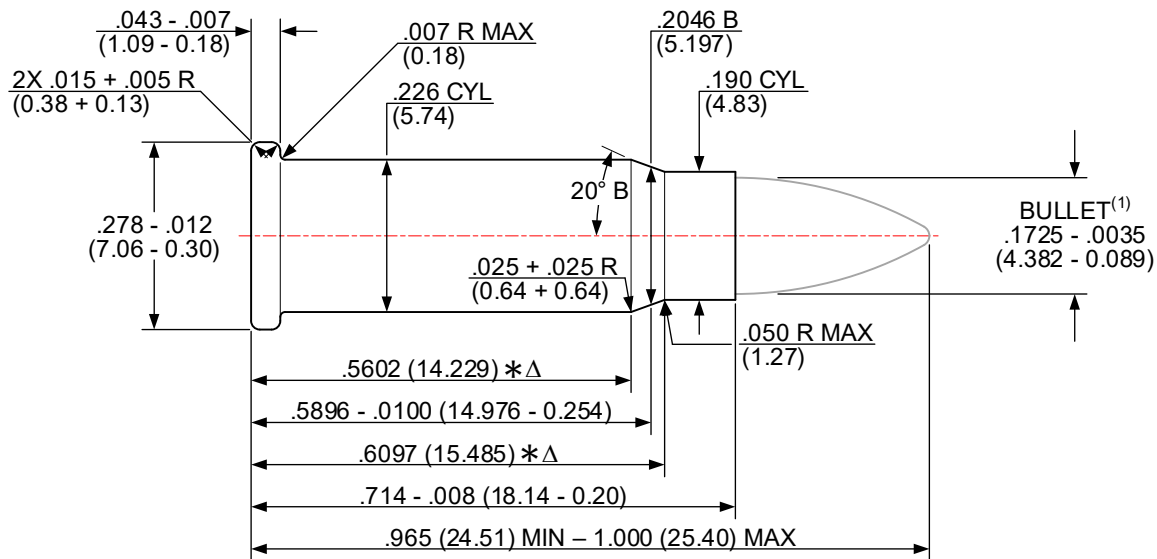 .043 - .007
(1.09 - 0.18)
.007 R MAX
(0.18)
.2046 B
(5.197)
2X .015 + .005 R
(0.38 + 0.13)
.226 CYL
(5.74)
.190 CYL
(4.83)
20° B
.278 - .012
(7.06 - 0.30)
BULLET(1)
.1725 - .0035
(4.382 - 0.089)
.025 + .025 R
(0.64 + 0.64)
.050 R MAX
(1.27)
.5602 (14.229) ∗ Δ
.5896 - .0100 (14.976 - 0.254)
.6097 (15.485) ∗ Δ
.714 - .008 (18.14 - 0.20)
.965 (24.51) MIN – 1.000 (25.40) MAX